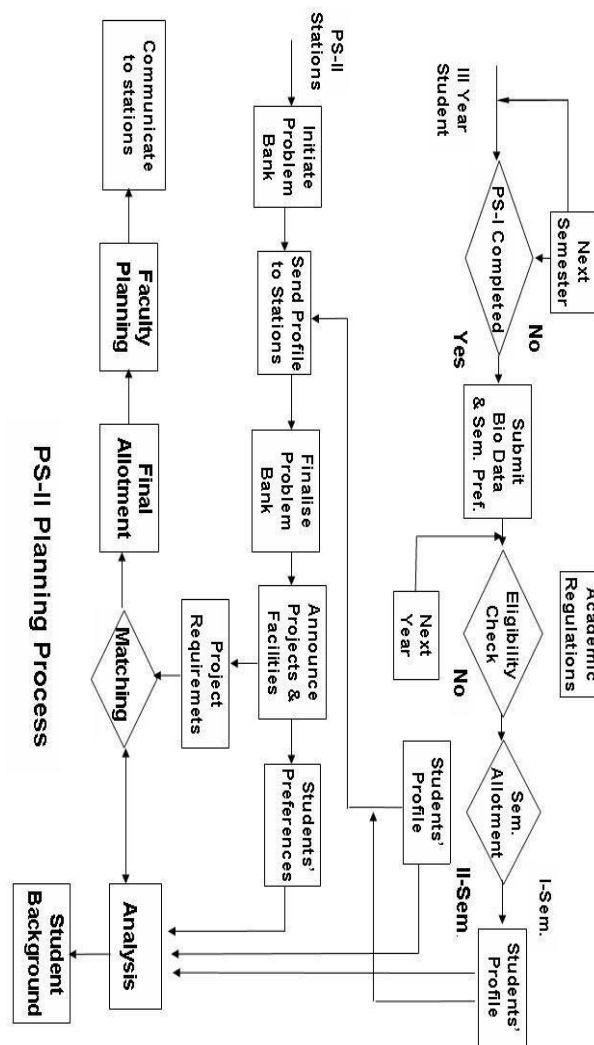 Next
Semester
III Year
Student
PS-I Completed
No
Yes
Submit
Bio Data
& Sem. Pref.
Academic
Regulations
Eligibility
Check
Next
Year
No
Sem.
Allotment
I-Sem.
II-Sem.
Students'
Profile
Students'
Profile
PS-II
Stations
Initiate
Problem
Bank
Send Profile
to Stations
Finalise
Problem
Bank
Announce
Projects &
Facilities
Students'
Preferences
Project
Requiremets
Communicate
to stations
Faculty
Planning
Final
Allotment
Matching
Analysis
Student
Background
PS-II Planning Process